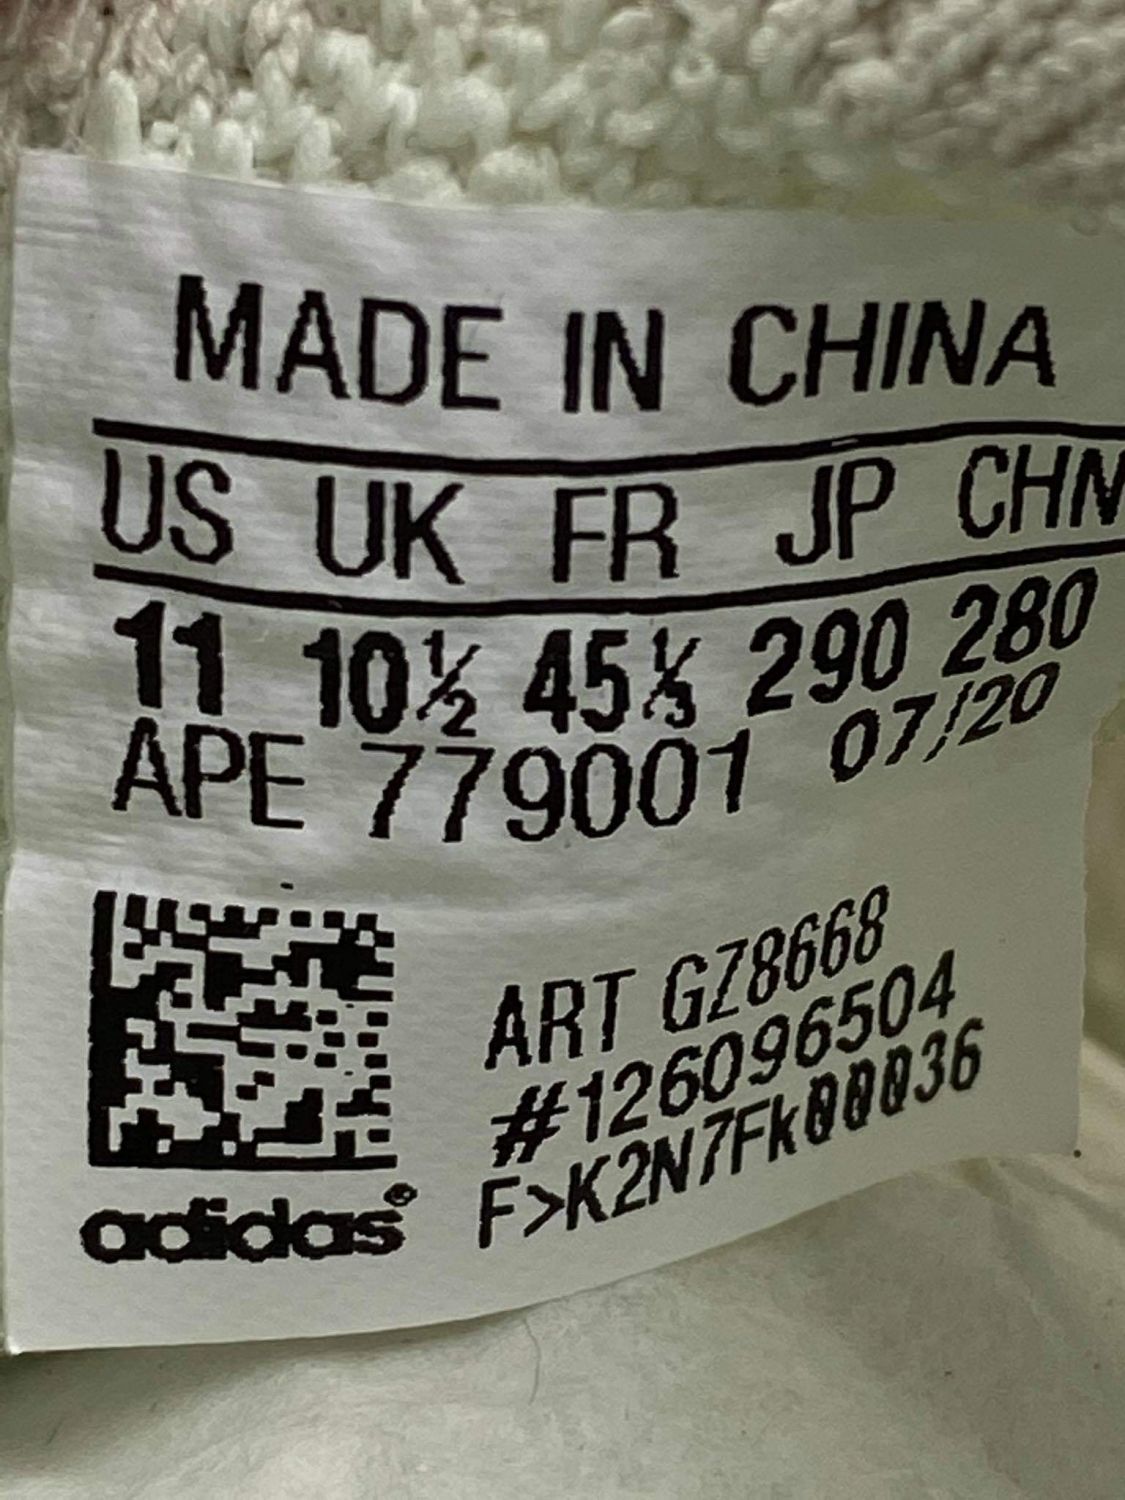 MADE IN CHINA
US UK FR JP CHN
11 10½ 45⅓ 290 280
APE 779001 07/20
ART GZ8668
#126096504
F>K2N7Fk00036
adidas®